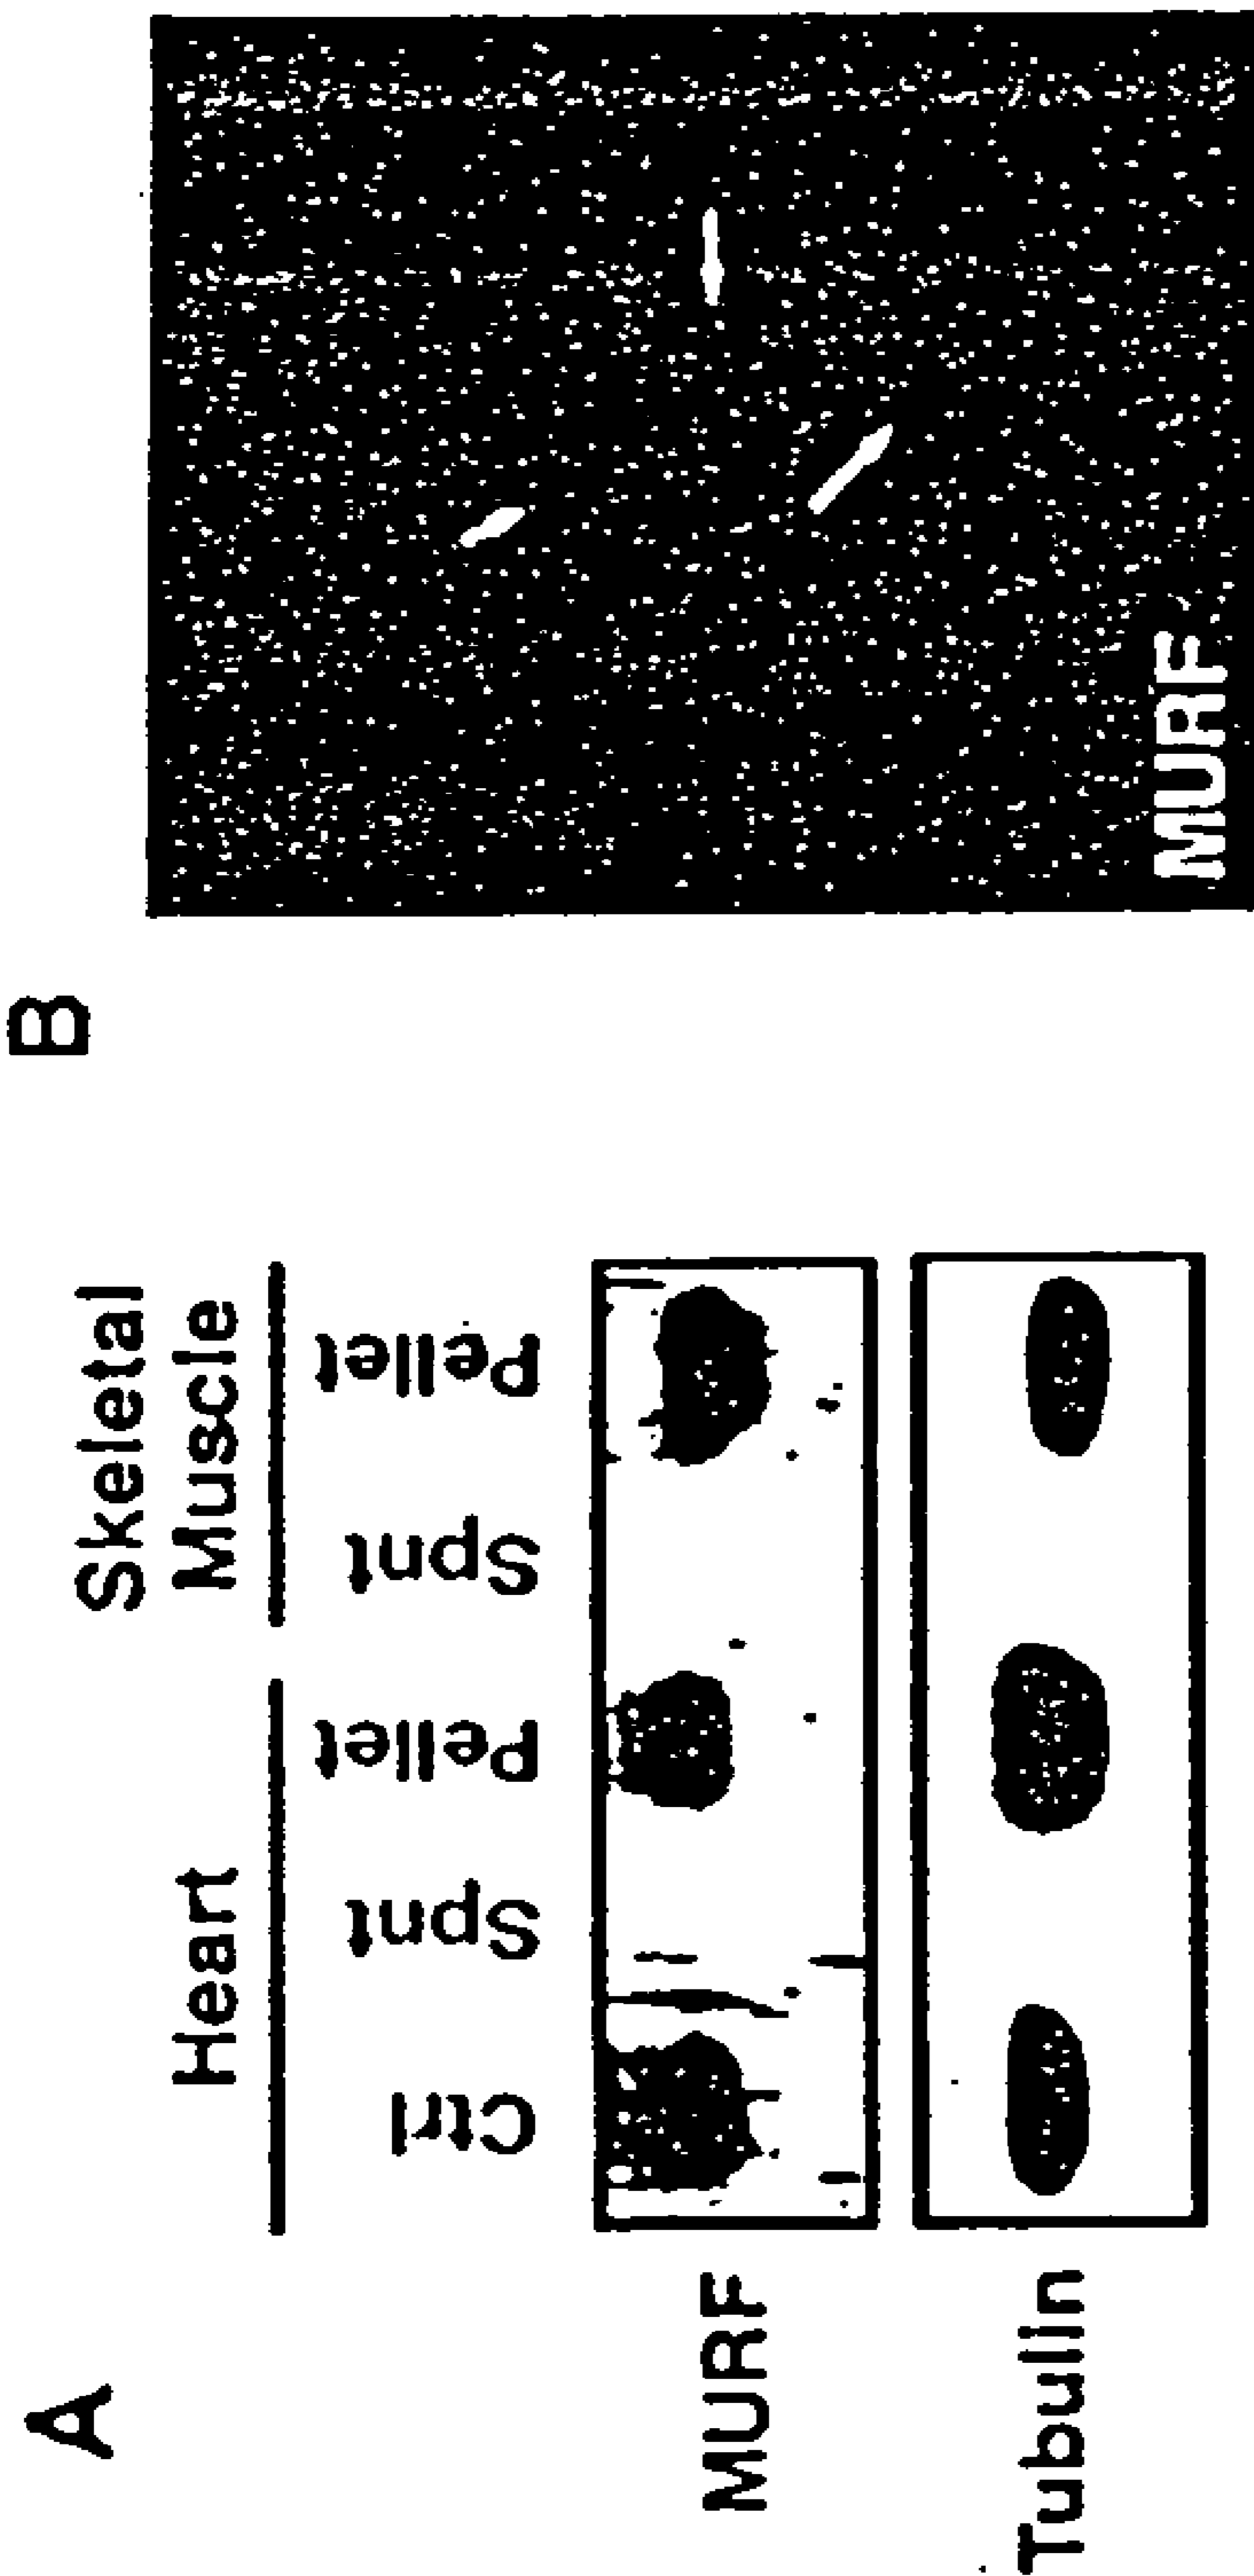 A
Heart
Skeletal
Muscle
Ctrl
Spnt
Pellet
Spnt
Pellet
MURF
Tubulin
B
MURF